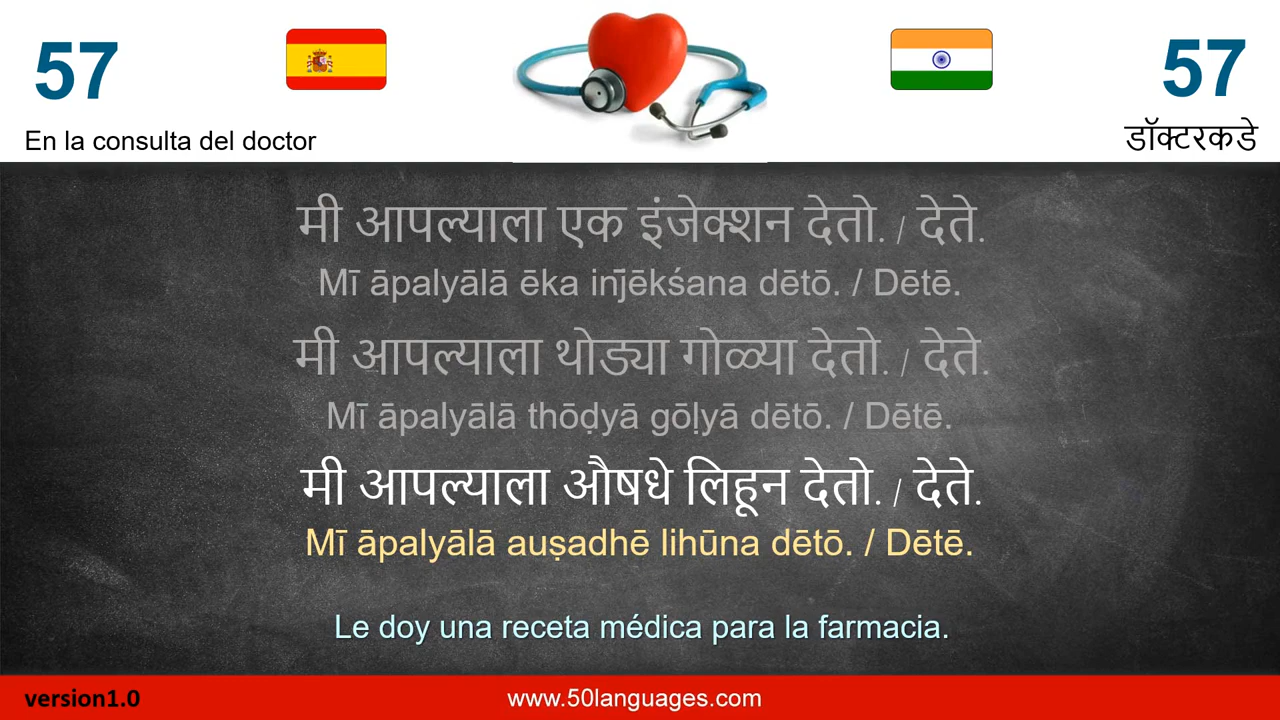 57
57
En la consulta del doctor
डॉक्टरकडे
मी आपल्याला एक इंजेक्शन देतो. / देते.
Mī āpalyālā ēka in̄jēkśana dētō. / Dētē.
मी आपल्याला थोड्या गोळ्या देतो. / देते.
Mī āpalyālā thōḍyā gōḷyā dētō. / Dētē.
मी आपल्याला औषधे लिहून देतो. / देते.
Mī āpalyālā auṣadhē lihūna dētō. / Dētē.
Le doy una receta médica para la farmacia.
version1.0
www.50languages.com